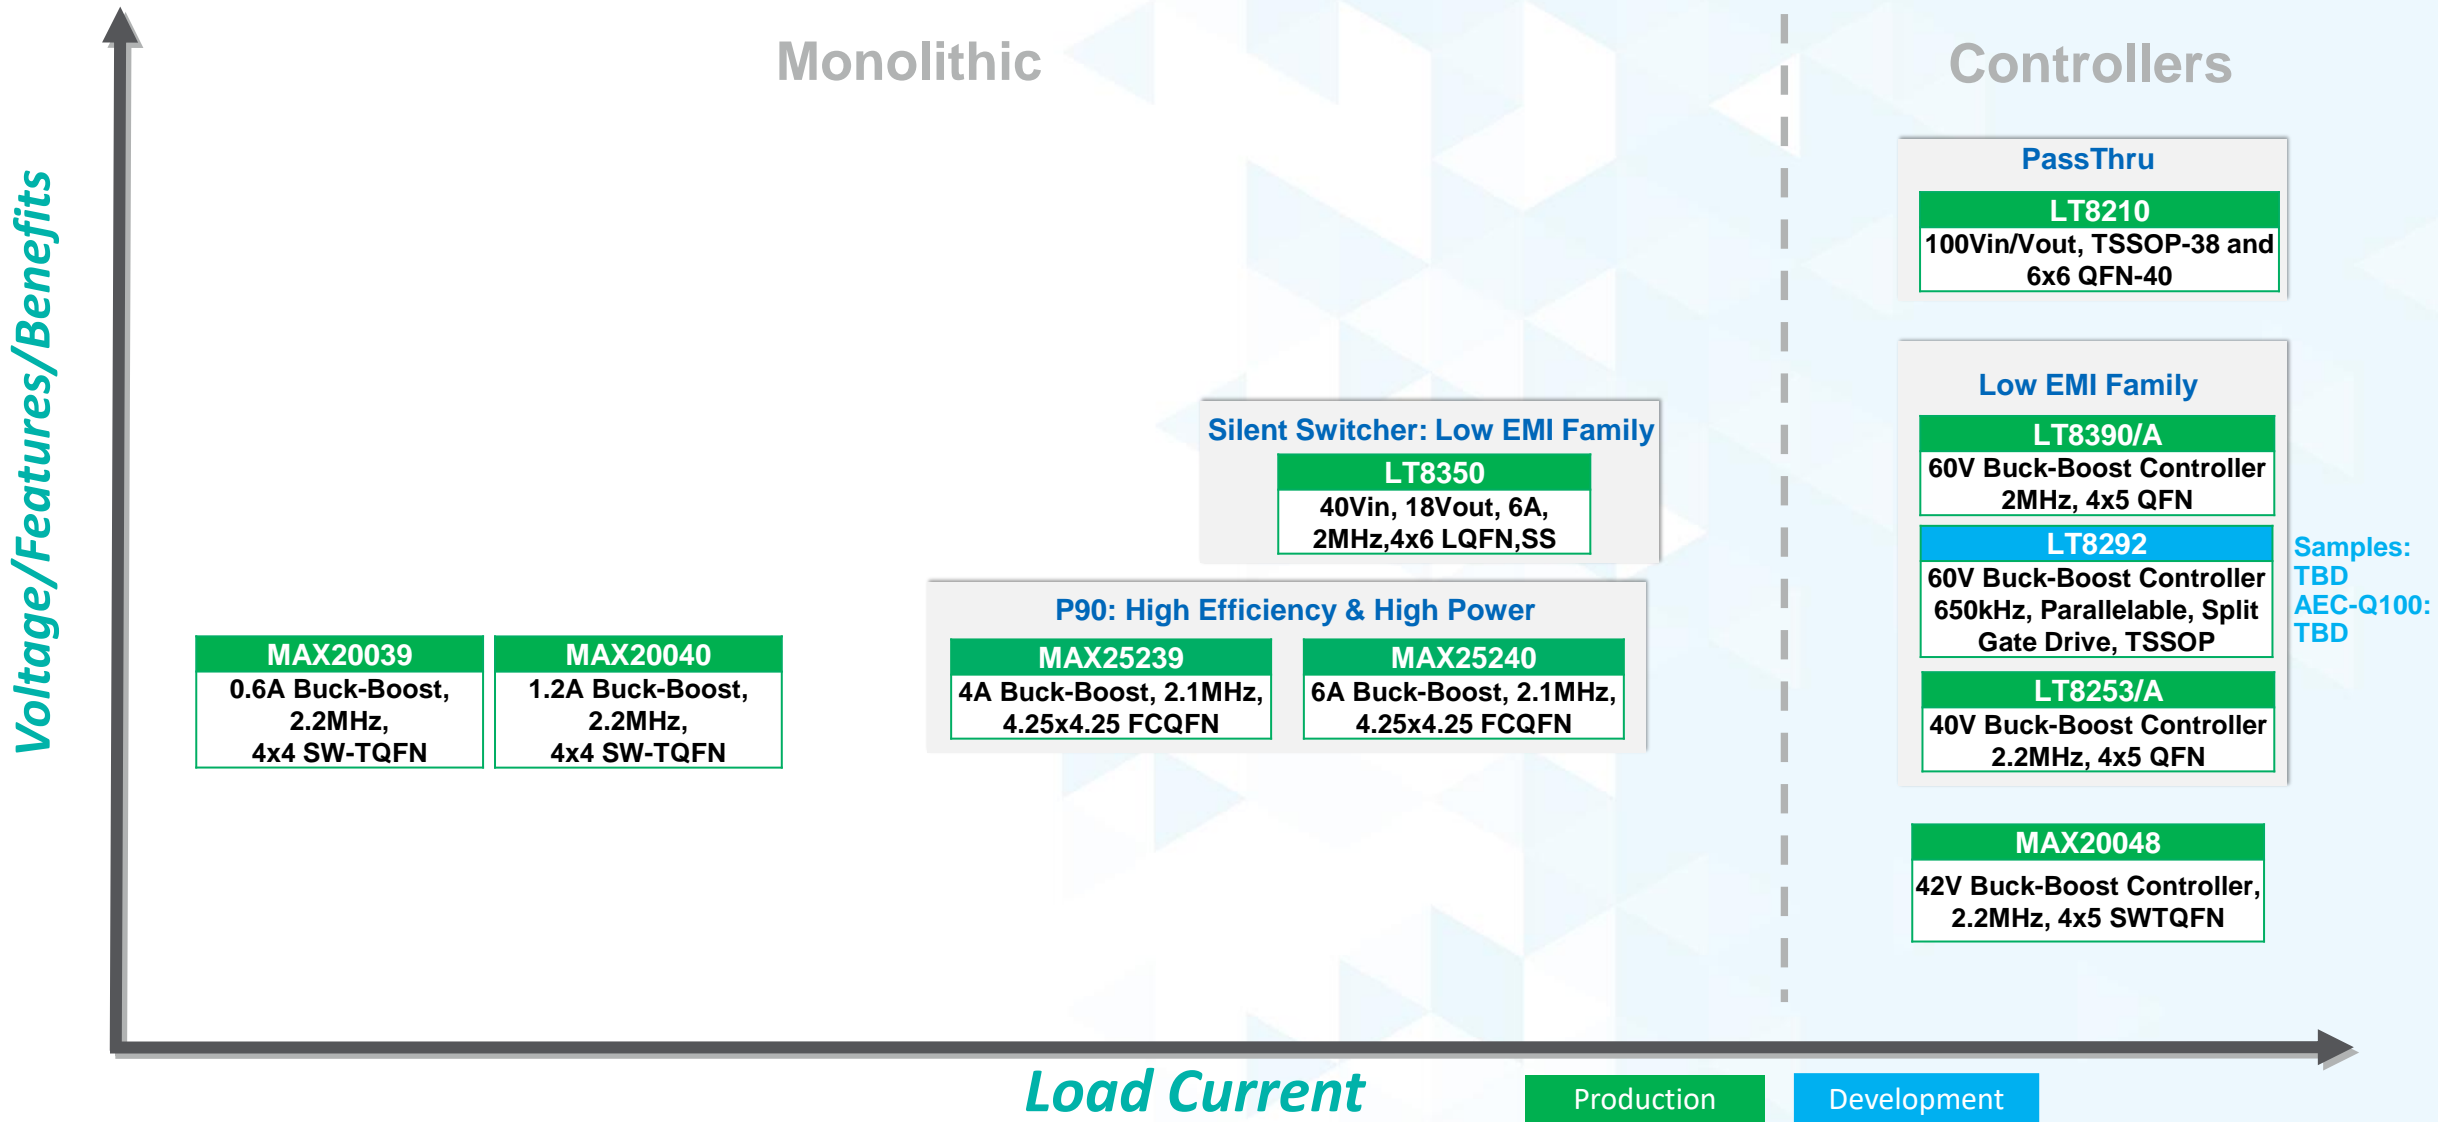 Monolithic
Controllers
Voltage/Features/Benefits
PassThru
LT8210
100Vin/Vout, TSSOP-38 and
6x6 QFN-40
Low EMI Family
LT8390/A
60V Buck-Boost Controller
2MHz, 4x5 QFN
LT8292
60V Buck-Boost Controller
650kHz, Parallelable, Split
Gate Drive, TSSOP
Samples:
TBD
AEC-Q100:
TBD
LT8253/A
40V Buck-Boost Controller
2.2MHz, 4x5 QFN
MAX20048
42V Buck-Boost Controller,
2.2MHz, 4x5 SWTQFN
Silent Switcher: Low EMI Family
LT8350
40Vin, 18Vout, 6A,
2MHz,4x6 LQFN,SS
P90: High Efficiency & High Power
MAX25239
4A Buck-Boost, 2.1MHz,
4.25x4.25 FCQFN
MAX25240
6A Buck-Boost, 2.1MHz,
4.25x4.25 FCQFN
MAX20039
0.6A Buck-Boost,
2.2MHz,
4x4 SW-TQFN
MAX20040
1.2A Buck-Boost,
2.2MHz,
4x4 SW-TQFN
Load Current
Production
Development